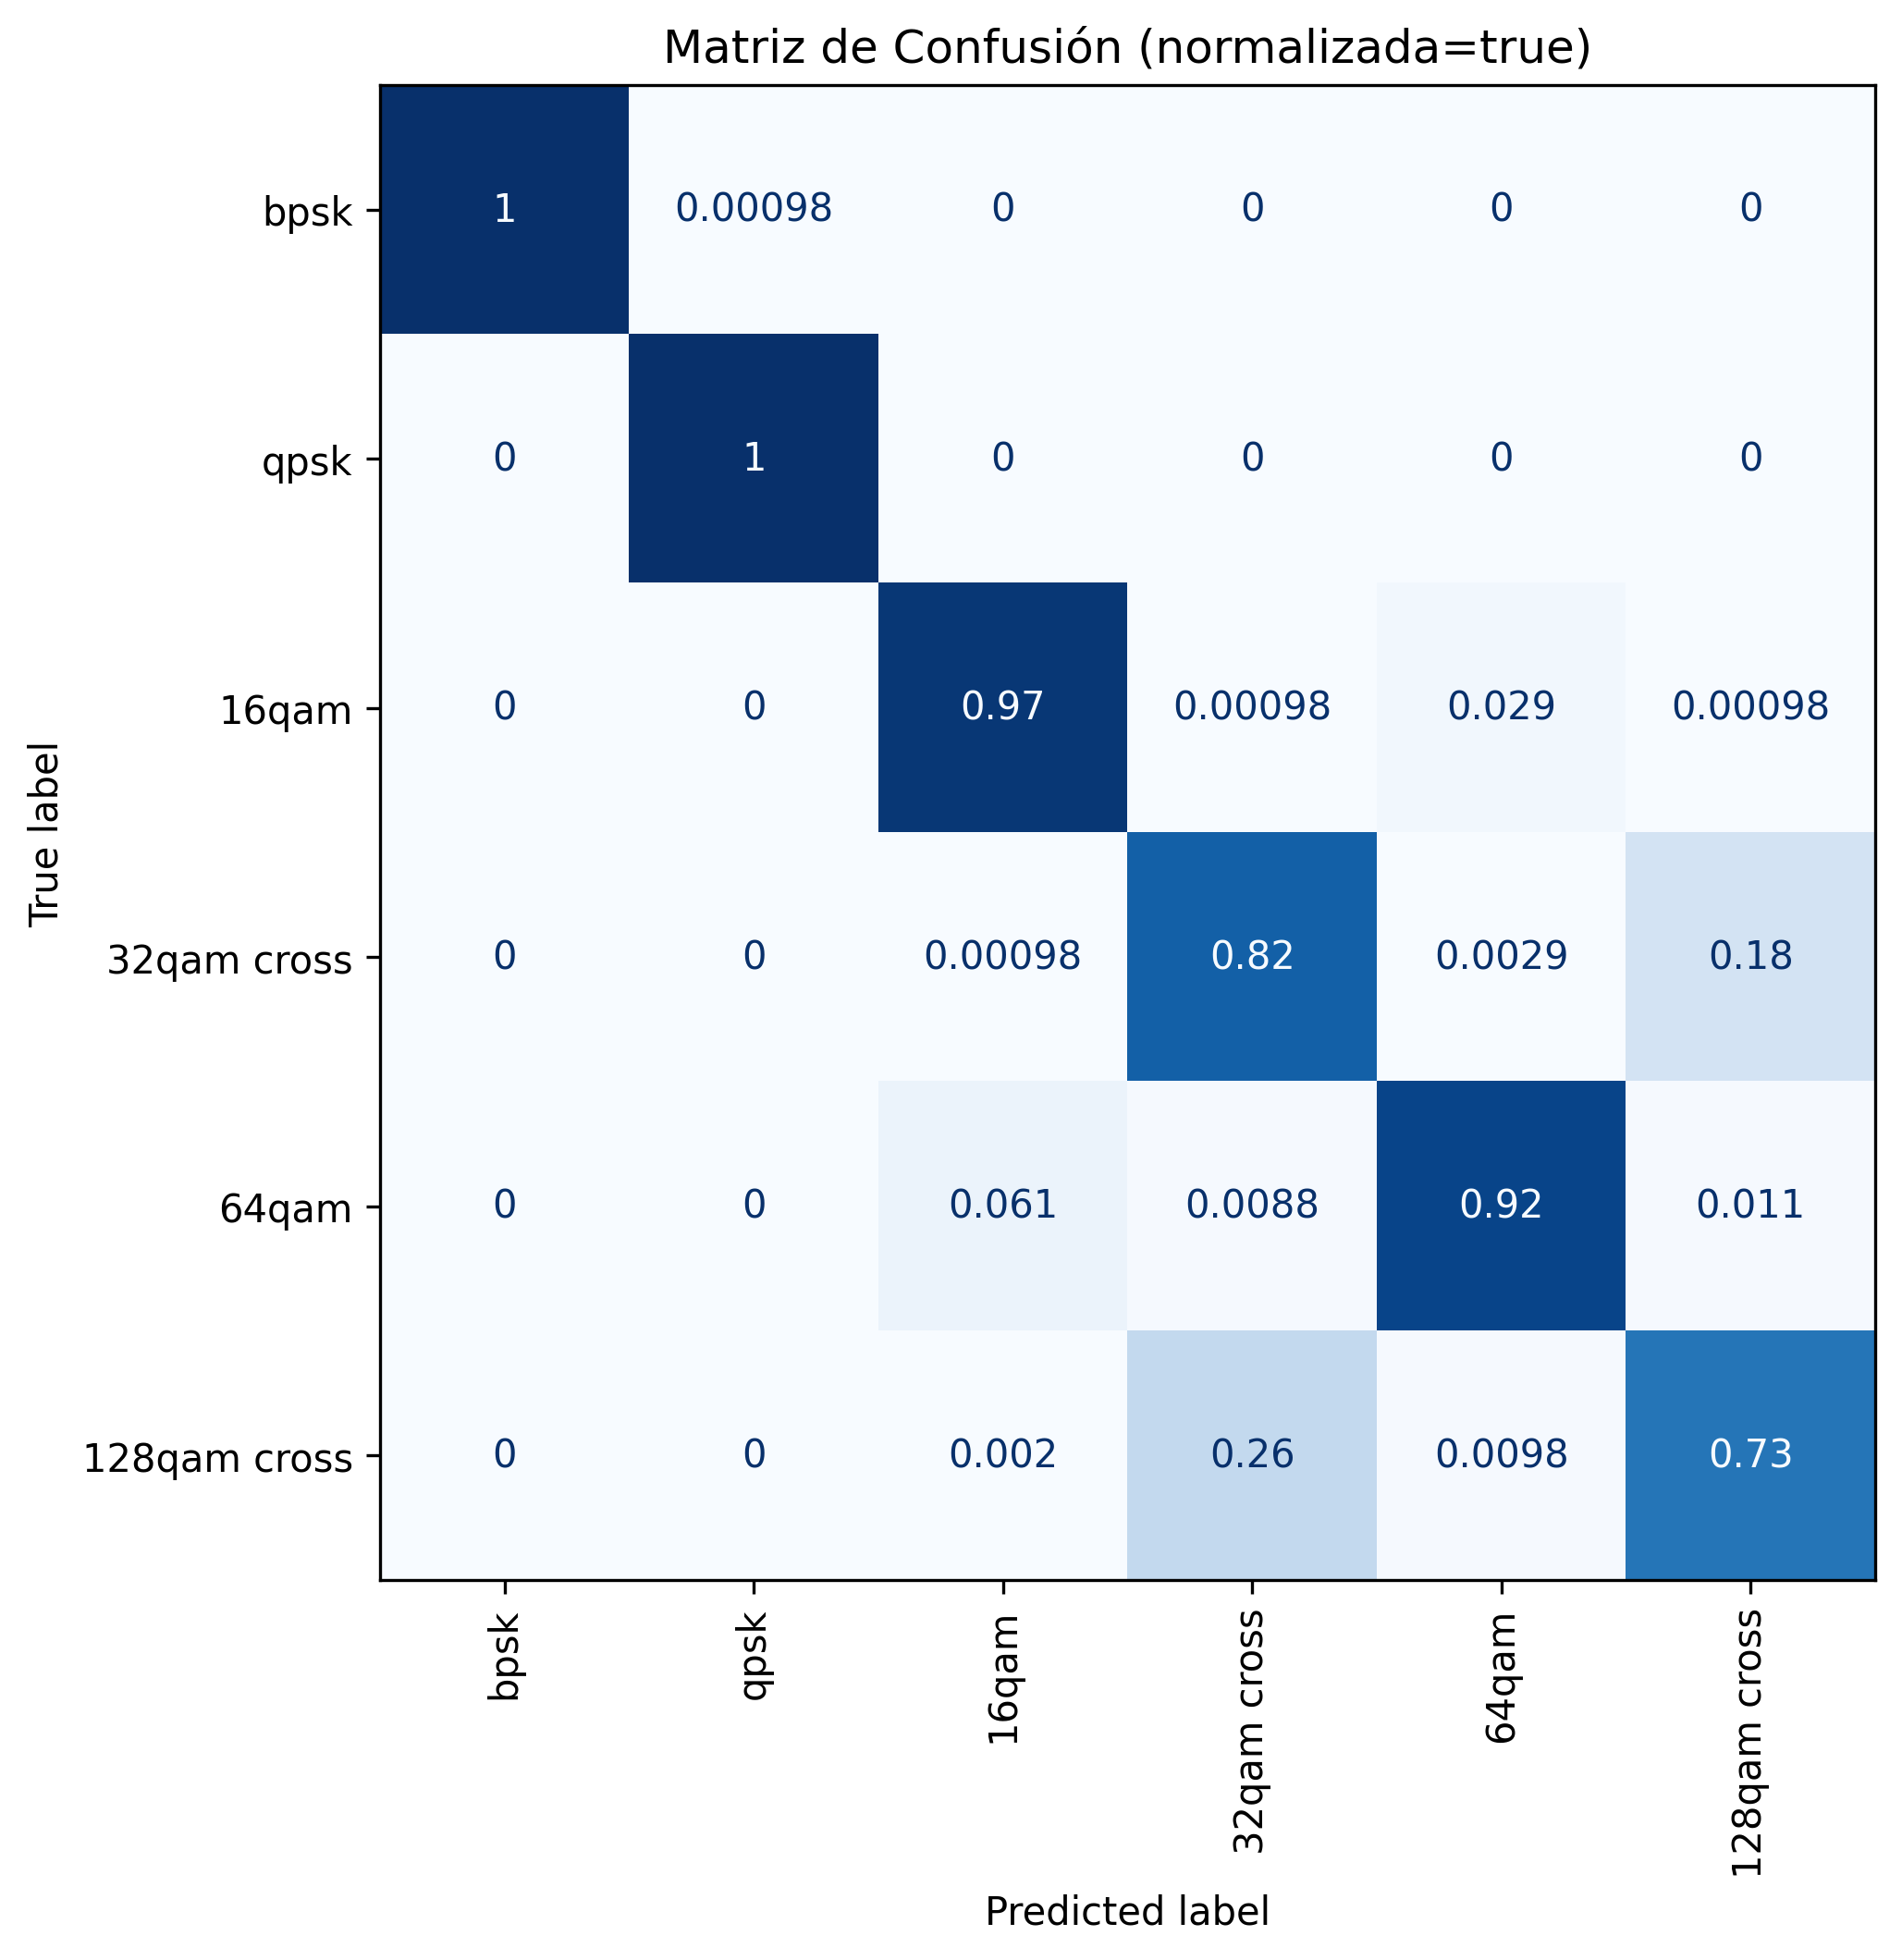 Matriz de Confusión (normalizada=true)
True label
bpsk 1 0.00098 0 0 0 0
qpsk 0 1 0 0 0 0
16qam 0 0 0.97 0.00098 0.029 0.00098
32qam cross 0 0 0.00098 0.82 0.0029 0.18
64qam 0 0 0.061 0.0088 0.92 0.011
128qam cross 0 0 0.002 0.26 0.0098 0.73
bpsk qpsk 16qam 32qam cross 64qam 128qam cross
Predicted label